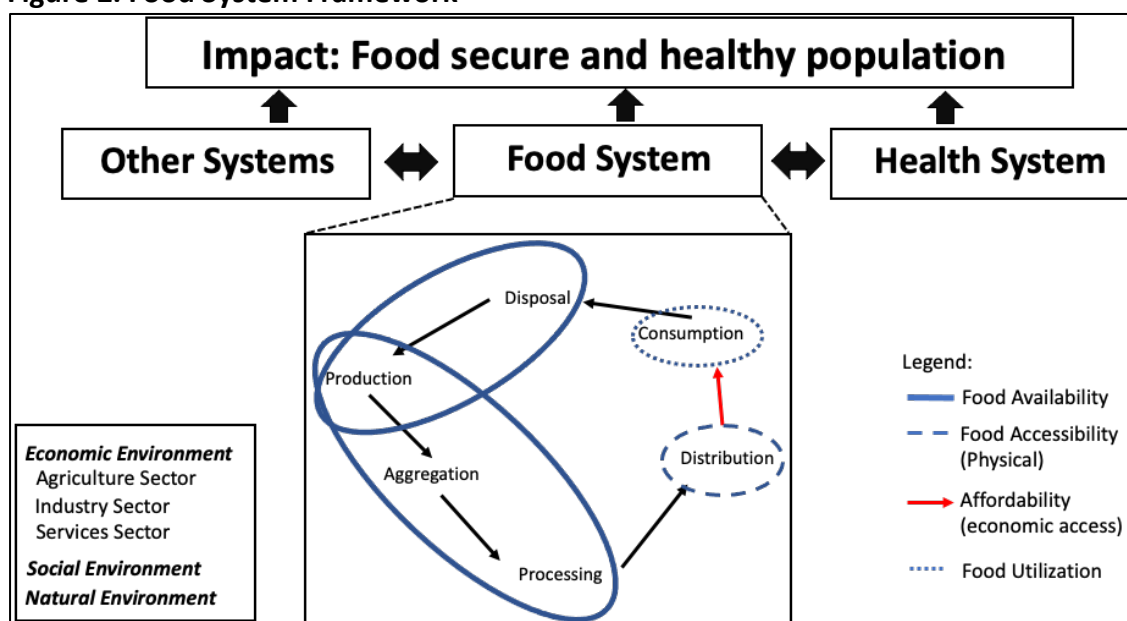 Impact: Food secure and healthy population
Other Systems
Food System
Health System
Disposal
Consumption
Production
Aggregation
Distribution
Processing
Economic Environment
Agriculture Sector
Industry Sector
Services Sector
Social Environment
Natural Environment
Legend:
Food Availability
Food Accessibility
(Physical)
Affordability
(economic access)
Food Utilization